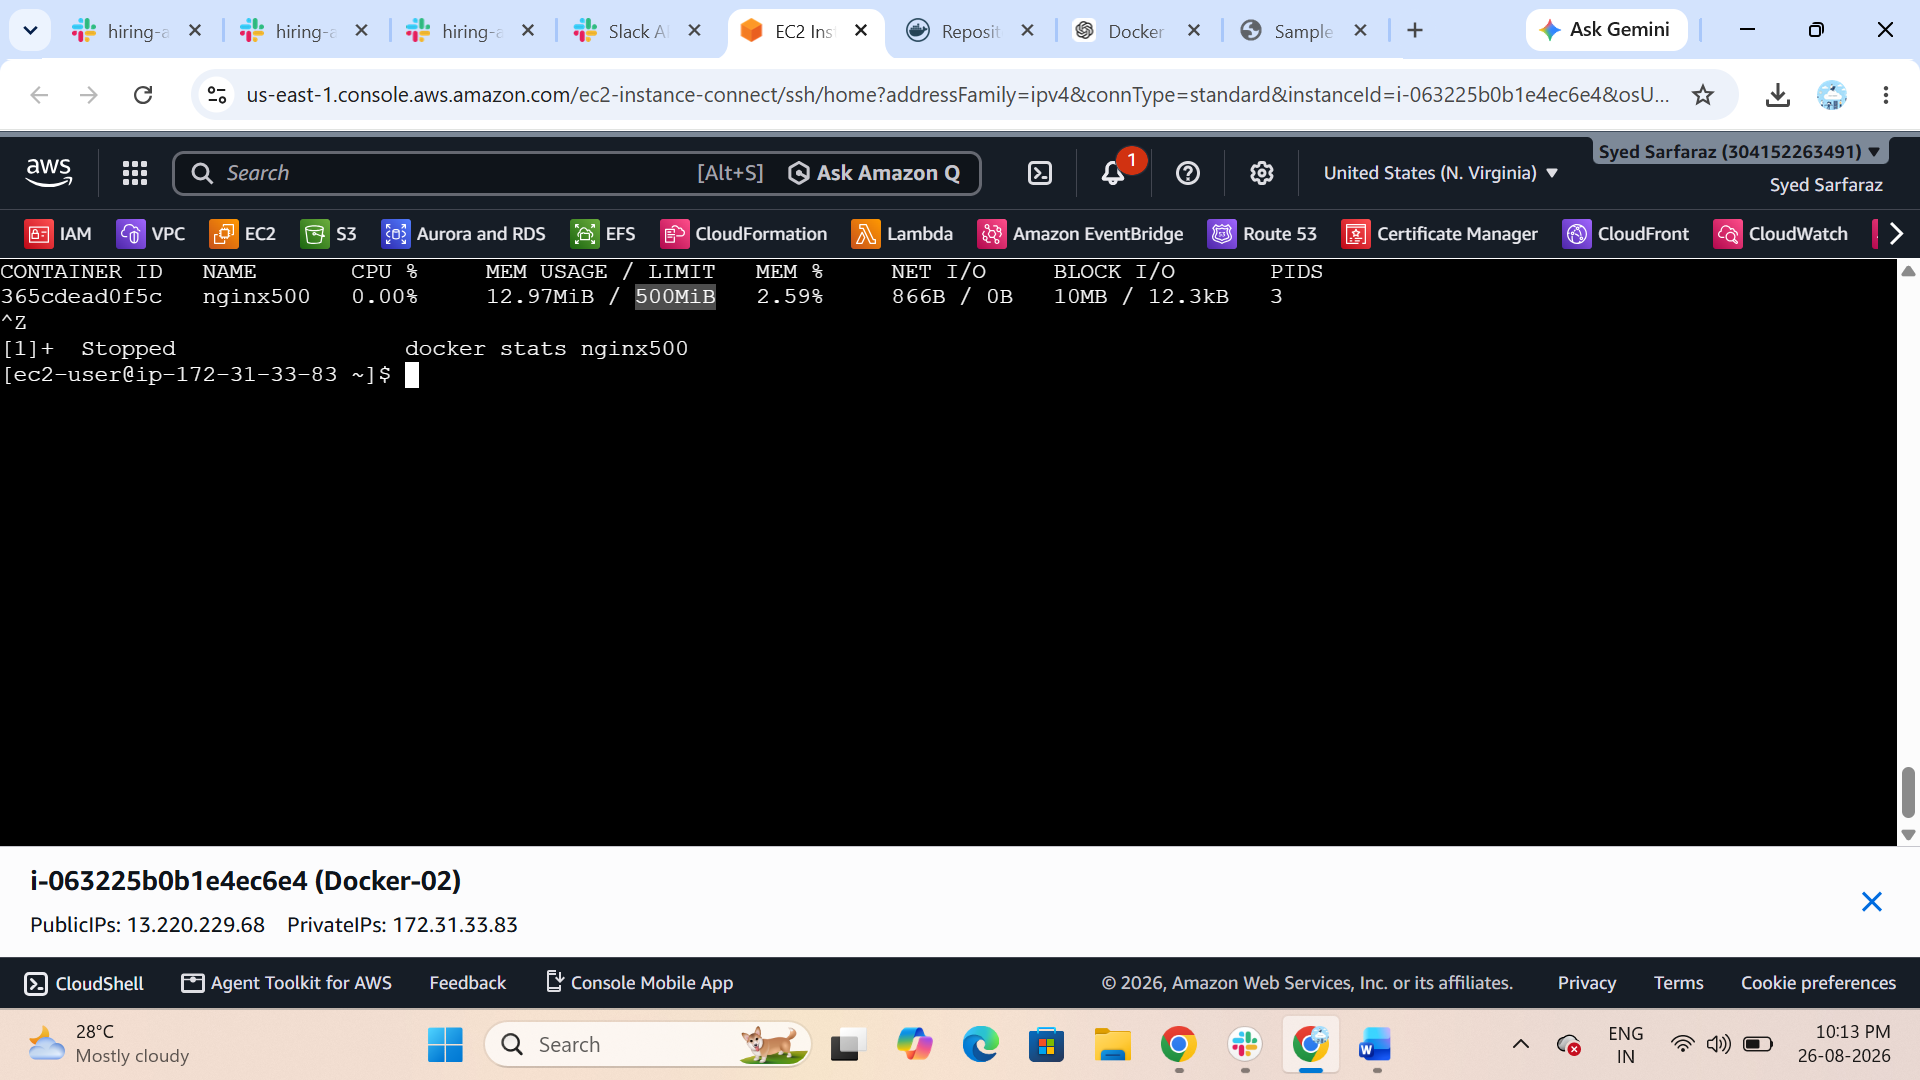 hiring-a
hiring-a
hiring-a
Slack A
EC2 Ins
Reposit
Docker
Sample
Ask Gemini
us-east-1.console.aws.amazon.com/ec2-instance-connect/ssh/home?addressFamily=ipv4&connType=standard&instanceId=i-063225b0b1e4ec6e4&osU...
aws
Search
[Alt+S]
Ask Amazon Q
1
United States (N. Virginia) ▼
Syed Sarfaraz (304152263491) ▼
Syed Sarfaraz
IAM
VPC
EC2
S3
Aurora and RDS
EFS
CloudFormation
Lambda
Amazon EventBridge
Route 53
Certificate Manager
CloudFront
CloudWatch
CONTAINER ID   NAME       CPU %     MEM USAGE / LIMIT   MEM %     NET I/O     BLOCK I/O       PIDS
365cdead0f5c   nginx500   0.00%     12.97MiB / 500MiB   2.59%     866B / 0B   10MB / 12.3kB   3
^Z
[1]+  Stopped                 docker stats nginx500
[ec2-user@ip-172-31-33-83 ~]$
i-063225b0b1e4ec6e4 (Docker-02)
PublicIPs: 13.220.229.68    PrivateIPs: 172.31.33.83
CloudShell
Agent Toolkit for AWS
Feedback
Console Mobile App
© 2026, Amazon Web Services, Inc. or its affiliates.
Privacy
Terms
Cookie preferences
28°C
Mostly cloudy
Search
ENG
IN
10:13 PM
26-08-2026